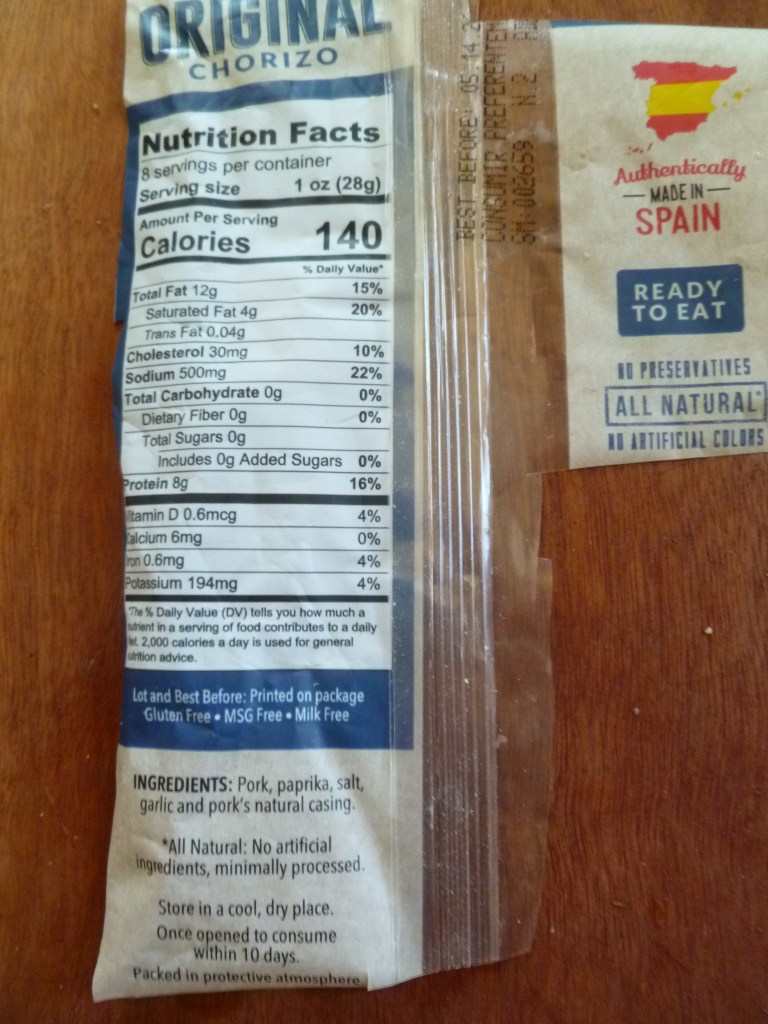 ORIGINAL
CHORIZO
Nutrition Facts
8 servings per container
Serving size 1 oz (28g)
Amount Per Serving
Calories 140
% Daily Value*
Total Fat 12g 15%
Saturated Fat 4g 20%
Trans Fat 0.04g
Cholesterol 30mg 10%
Sodium 500mg 22%
Total Carbohydrate 0g 0%
Dietary Fiber 0g 0%
Total Sugars 0g
Includes 0g Added Sugars 0%
Protein 8g 16%
Vitamin D 0.6mcg 4%
Calcium 6mg 0%
Iron 0.6mg 4%
Potassium 194mg 4%
*The % Daily Value (DV) tells you how much a
nutrient in a serving of food contributes to a daily
diet. 2,000 calories a day is used for general
nutrition advice.
Lot and Best Before: Printed on package
Gluten Free • MSG Free • Milk Free
INGREDIENTS: Pork, paprika, salt,
garlic and pork's natural casing.
*All Natural: No artificial
ingredients, minimally processed.
Store in a cool, dry place.
Once opened to consume
within 10 days.
Packed in protective atmosphere.
BEST BEFORE: 05.14.2
CONSUMIR PREFERENTEM
SM:002659 N.2
Authentically
MADE IN
SPAIN
READY
TO EAT
NO PRESERVATIVES
ALL NATURAL*
NO ARTIFICIAL COLORS